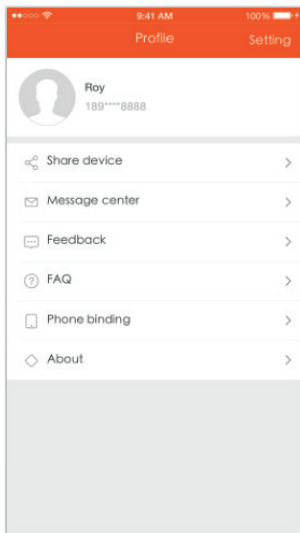 9:41 AM 100%
Profile Setting
Roy
189****8888
Share device
Message center
Feedback
FAQ
Phone binding
About